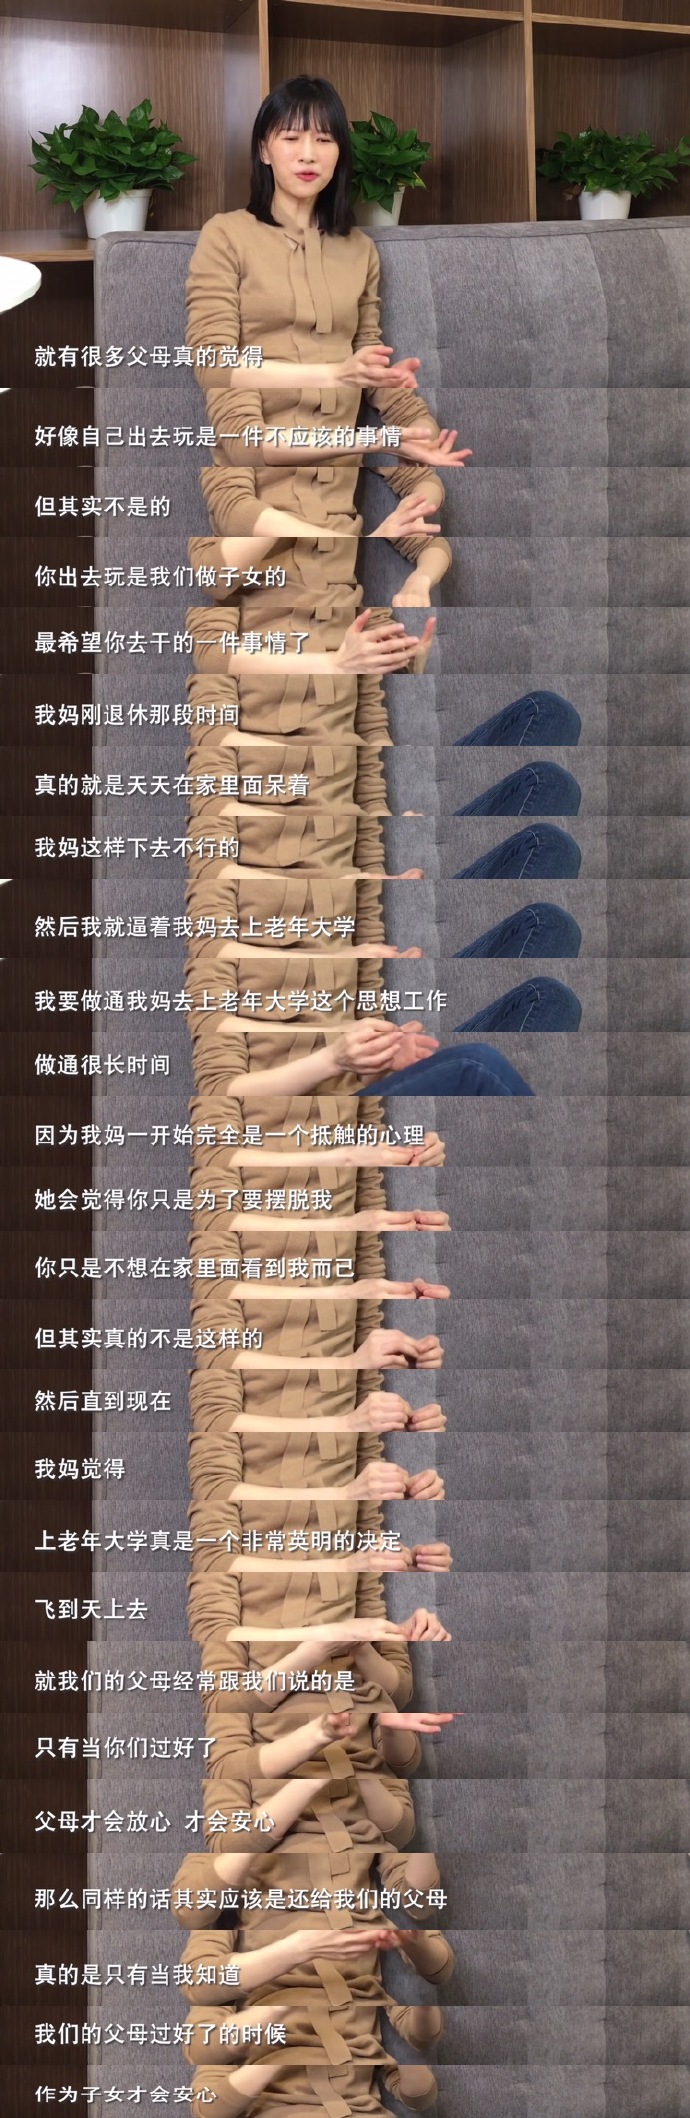 就有很多父母真的觉得
好像自己出去玩是一件不应该的事情
但其实不是的
你出去玩是我们做子女的
最希望你去干的一件事情了
我妈刚退休那段时间
真的就是天天在家里面呆着
我妈这样下去不行的
然后我就逼着我妈去上老年大学
我要做通我妈去上老年大学这个思想工作
做通很长时间
因为我妈一开始完全是一个抵触的心理
她会觉得你只是为了要摆脱我
你只是不想在家里面看到我而已
但其实真的不是这样的
然后直到现在
我妈觉得
上老年大学真是一个非常英明的决定
飞到天上去
就我们的父母经常跟我们说的是
只有当你们过好了
父母才会放心 才会安心
那么同样的话其实应该是还给我们的父母
真的是只有当我知道
我们的父母过好了的时候
作为子女才会安心